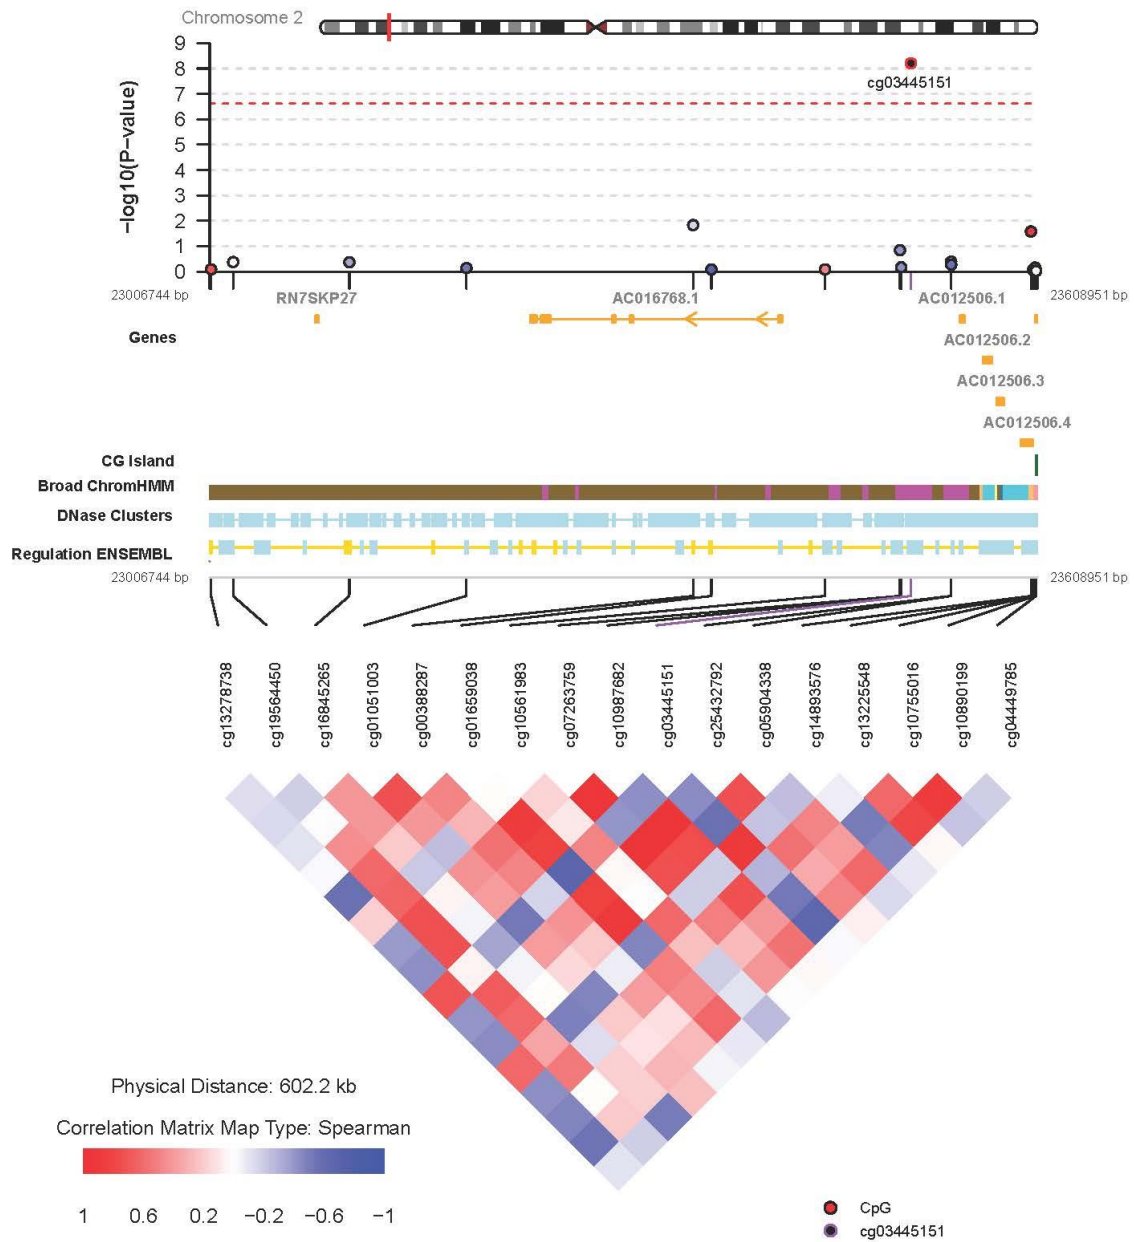 Chromosome 2
9
8
cg03445151
7
6
5
4
3
2
1
0
-log10(P-value)
23006744 bp
RN7SKP27
AC016768.1
AC012506.1
23608951 bp
Genes
AC012506.2
AC012506.3
AC012506.4
CG Island
Broad ChromHMM
DNase Clusters
Regulation ENSEMBL
23006744 bp
23608951 bp
cg13278738
cg19564450
cg16845265
cg01051003
cg00388287
cg01659038
cg10561983
cg07263759
cg10987682
cg03445151
cg25432792
cg05904338
cg14893576
cg13225548
cg10755016
cg10890199
cg04449785
Physical Distance: 602.2 kb
Correlation Matrix Map Type: Spearman
1 0.6 0.2 -0.2 -0.6 -1
CpG
cg03445151